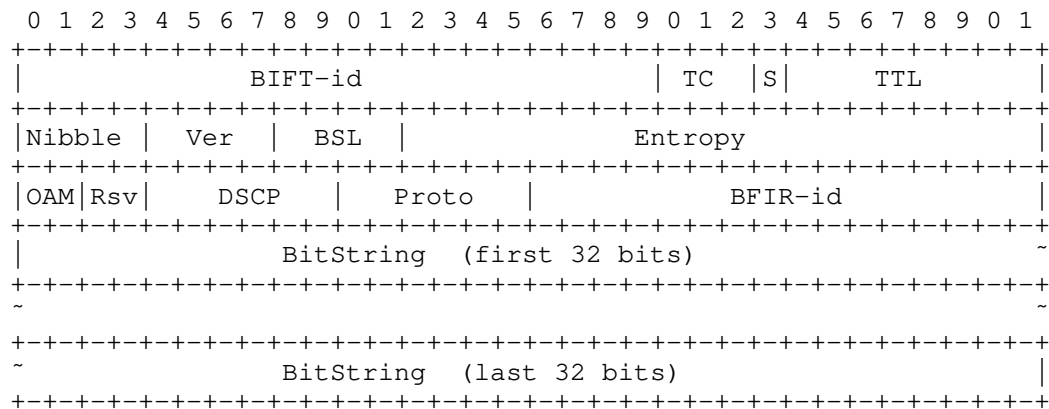 0 1 2 3 4 5 6 7 8 9 0 1 2 3 4 5 6 7 8 9 0 1 2 3 4 5 6 7 8 9 0 1
+-+-+-+-+-+-+-+-+-+-+-+-+-+-+-+-+-+-+-+-+-+-+-+-+-+-+-+-+-+-+-+-+
|              BIFT-id                  | TC  |S|     TTL       |
+-+-+-+-+-+-+-+-+-+-+-+-+-+-+-+-+-+-+-+-+-+-+-+-+-+-+-+-+-+-+-+-+
|Nibble |  Ver  |  BSL  |              Entropy                  |
+-+-+-+-+-+-+-+-+-+-+-+-+-+-+-+-+-+-+-+-+-+-+-+-+-+-+-+-+-+-+-+-+
|OAM|Rsv|    DSCP   |   Proto   |            BFIR-id            |
+-+-+-+-+-+-+-+-+-+-+-+-+-+-+-+-+-+-+-+-+-+-+-+-+-+-+-+-+-+-+-+-+
|                BitString  (first 32 bits)                     ~
+-+-+-+-+-+-+-+-+-+-+-+-+-+-+-+-+-+-+-+-+-+-+-+-+-+-+-+-+-+-+-+-+
~                                                               ~
+-+-+-+-+-+-+-+-+-+-+-+-+-+-+-+-+-+-+-+-+-+-+-+-+-+-+-+-+-+-+-+-+
~                BitString  (last 32 bits)                      |
+-+-+-+-+-+-+-+-+-+-+-+-+-+-+-+-+-+-+-+-+-+-+-+-+-+-+-+-+-+-+-+-+